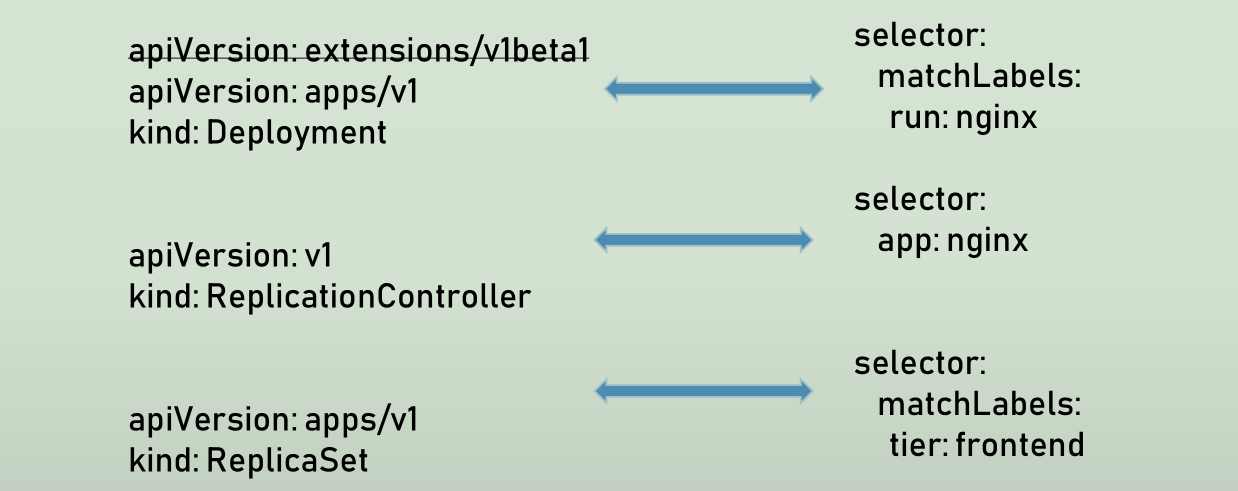 apiVersion: extensions/v1beta1
apiVersion: apps/v1
kind: Deployment
selector:
matchLabels:
run: nginx
apiVersion: v1
kind: ReplicationController
selector:
app: nginx
apiVersion: apps/v1
kind: ReplicaSet
selector:
matchLabels:
tier: frontend